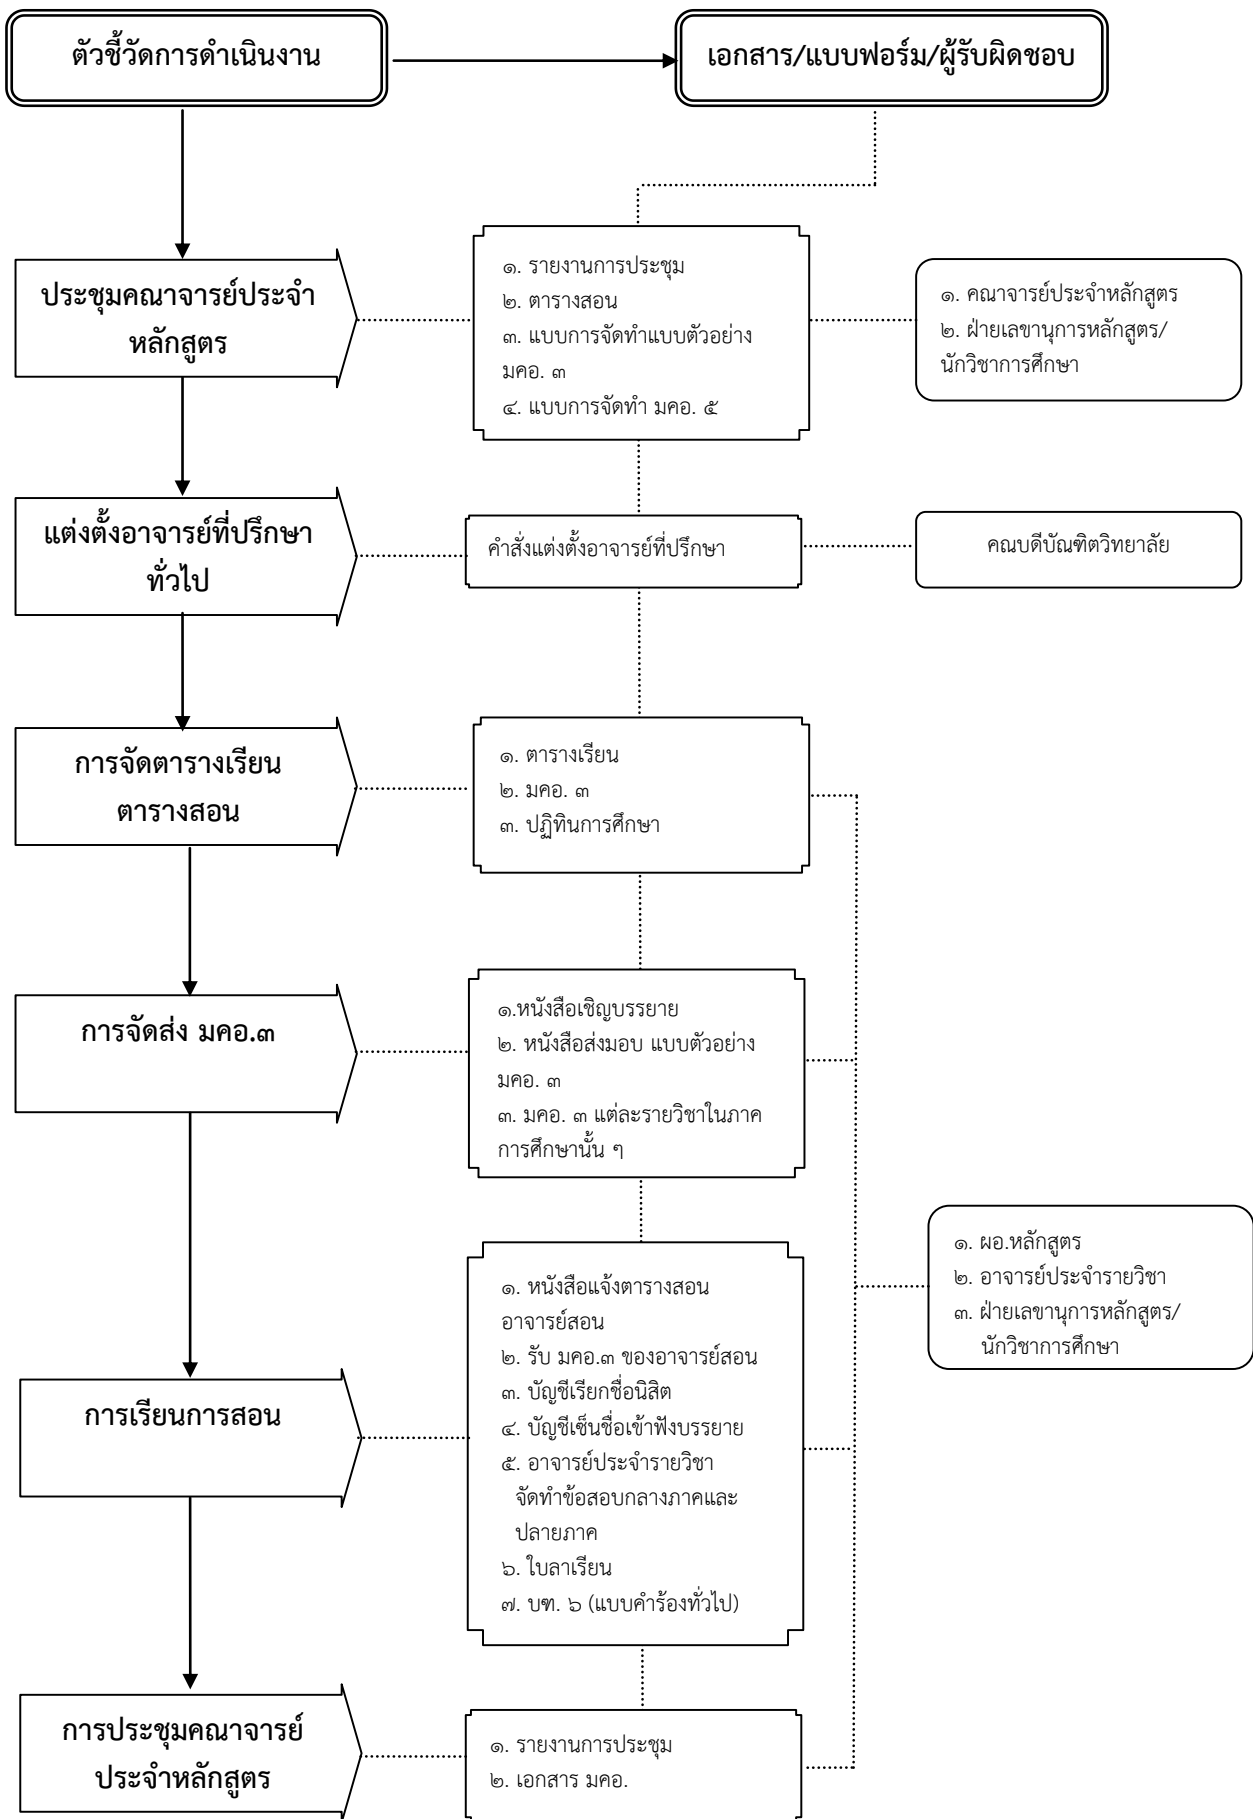 ตัวชี้วัดการดำเนินงาน
เอกสาร/แบบฟอร์ม/ผู้รับผิดชอบ
ประชุมคณาจารย์ประจำ
หลักสูตร
๑. รายงานการประชุม
๒. ตารางสอน
๓. แบบการจัดทำแบบตัวอย่าง
มคอ. ๓
๔. แบบการจัดทำ มคอ. ๕
๑. คณาจารย์ประจำหลักสูตร
๒. ฝ่ายเลขานุการหลักสูตร/
นักวิชาการศึกษา
แต่งตั้งอาจารย์ที่ปรึกษา
ทั่วไป
คำสั่งแต่งตั้งอาจารย์ที่ปรึกษา
คณบดีบัณฑิตวิทยาลัย
การจัดตารางเรียน
ตารางสอน
๑. ตารางเรียน
๒. มคอ. ๓
๓. ปฏิทินการศึกษา
การจัดส่ง มคอ.๓
๑.หนังสือเชิญบรรยาย
๒. หนังสือส่งมอบ แบบตัวอย่าง
มคอ. ๓
๓. มคอ. ๓ แต่ละรายวิชาในภาค
การศึกษานั้น ๆ
๑. ผอ.หลักสูตร
๒. อาจารย์ประจำรายวิชา
๓. ฝ่ายเลขานุการหลักสูตร/
นักวิชาการศึกษา
การเรียนการสอน
๑. หนังสือแจ้งตารางสอน
อาจารย์สอน
๒. รับ มคอ.๓ ของอาจารย์สอน
๓. บัญชีเรียกชื่อนิสิต
๔. บัญชีเซ็นชื่อเข้าฟังบรรยาย
๕. อาจารย์ประจำรายวิชา
จัดทำข้อสอบกลางภาคและ
ปลายภาค
๖. ใบลาเรียน
๗. บฑ. ๖ (แบบคำร้องทั่วไป)
การประชุมคณาจารย์
ประจำหลักสูตร
๑. รายงานการประชุม
๒. เอกสาร มคอ.